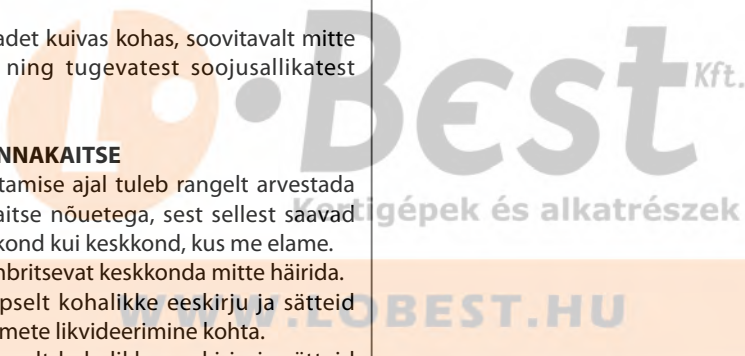 adet kuivas kohas, soovitavalt mitte
ning tugevatest soojusallikatest
NNAKAITSE
tamise ajal tuleb rangelt arvestada
aitse nõuetega, sest sellest saavad
kond kui keskkond, kus me elame.
nbritsevat keskkonda mitte häirida.
pselt kohalikke eeskirju ja sätteid
mete likvideerimine kohta.
L•Best Kft.
Kertigépek és alkatrészek
WWW.LOBEST.HU